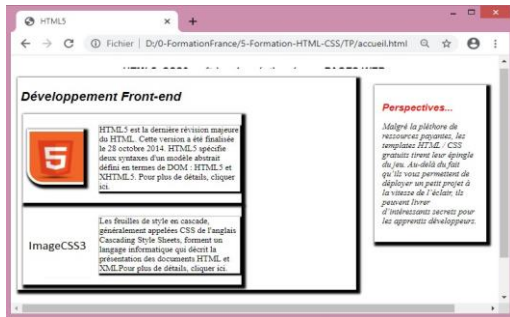 HTML5
Fichier | D:/0-FormationFrance/5-Formation-HTML-CSS/TP/accueil.html
Développement Front-end
5
HTML5 est la dernière révision majeure
du HTML. Cette version a été finalisée
le 28 octobre 2014. HTML5 spécifie
deux syntaxes d'un modèle abstrait
défini en termes de DOM : HTML5 et
XHTML5. Pour plus de détails, cliquer
ici.
ImageCSS3
Les feuilles de style en cascade,
généralement appelées CSS de l'anglais
Cascading Style Sheets, forment un
langage informatique qui décrit la
présentation des documents HTML et
XMLPour plus de détails, cliquer ici.
Perspectives...
Malgré la pléthore de
ressources payantes, les
templates HTML / CSS
gratuits tirent leur épingle
du jeu. Au-delà du fait
qu'ils vous permettent de
déployer un petit projet à
la vitesse de l'éclair, ils
peuvent livrer
d'intéressants secrets pour
les apprentis développeurs.